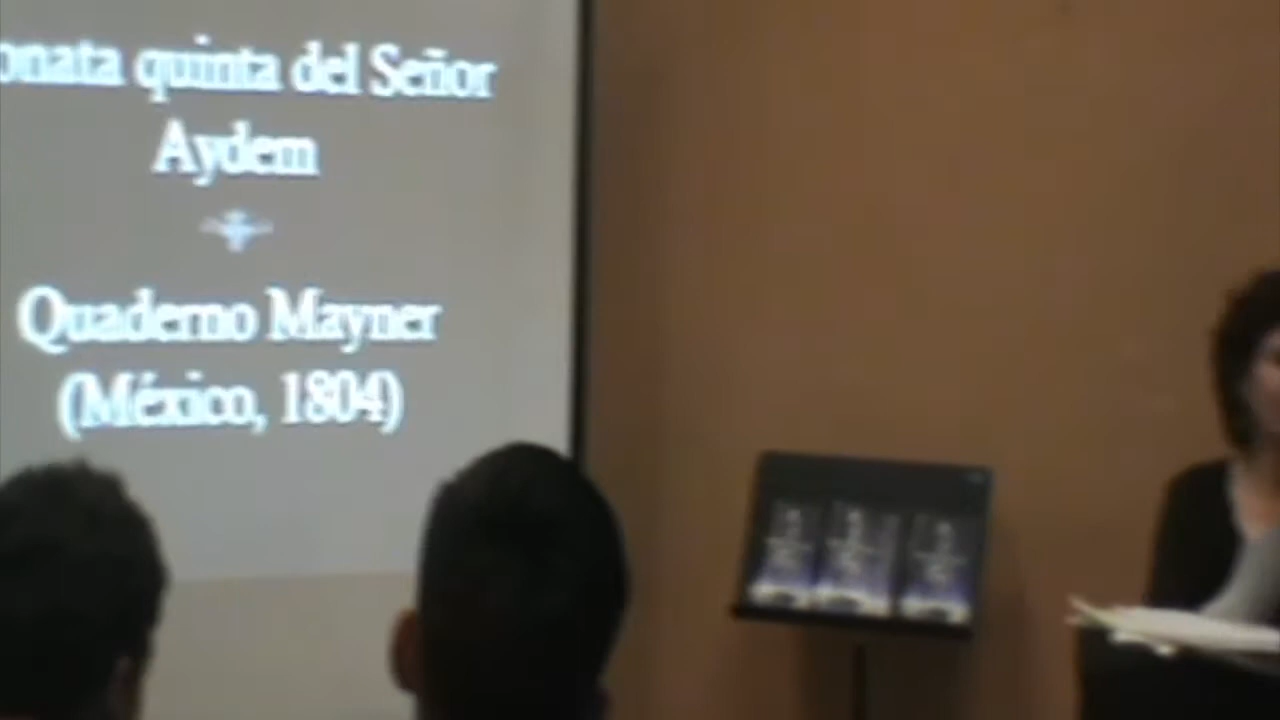 onata quinta del Señor
Aydem
Quaderno Mayner
(México, 1804)